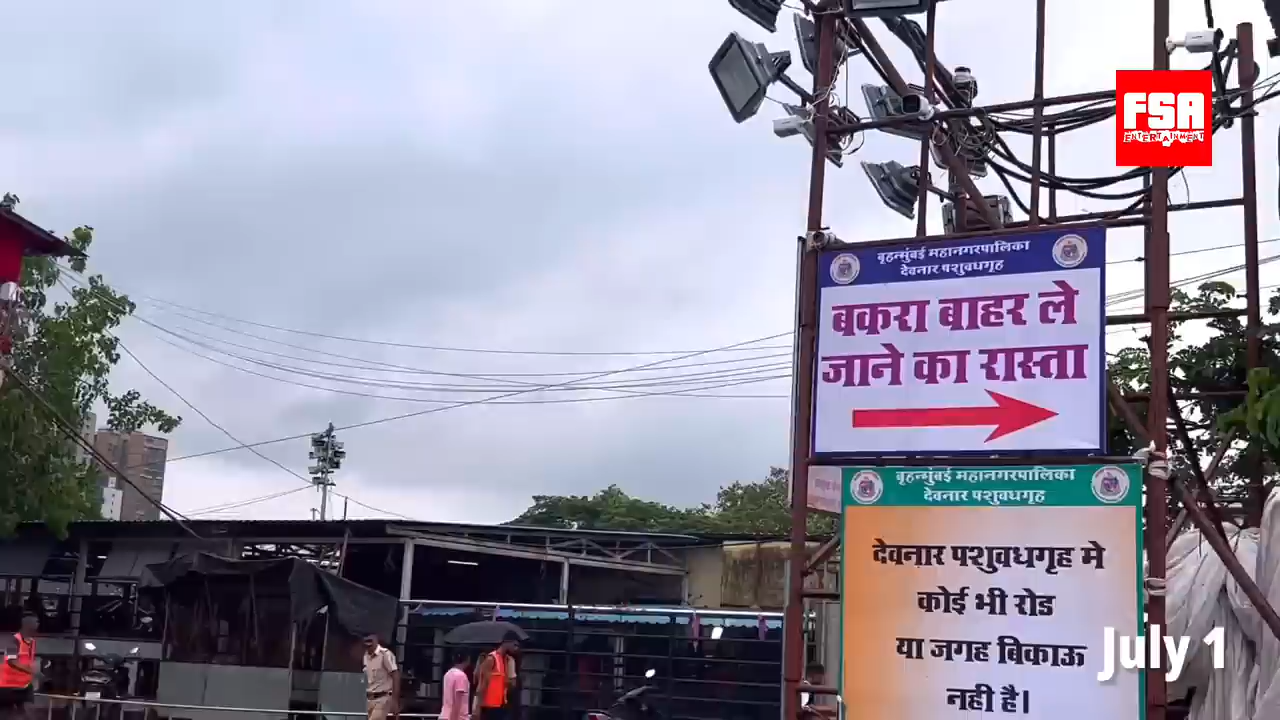 FSA
ENTERTAINMENT
बृहन्मुंबई महानगरपालिका
देवनार पशुवधगृह
बकरा बाहर ले
जाने का रास्ता
बृहन्मुंबई महानगरपालिका
देवनार पशुवधगृह
देवनार पशुवधगृह मे
कोई भी रोड
या जगह बिकाऊ
नही है।
July 1